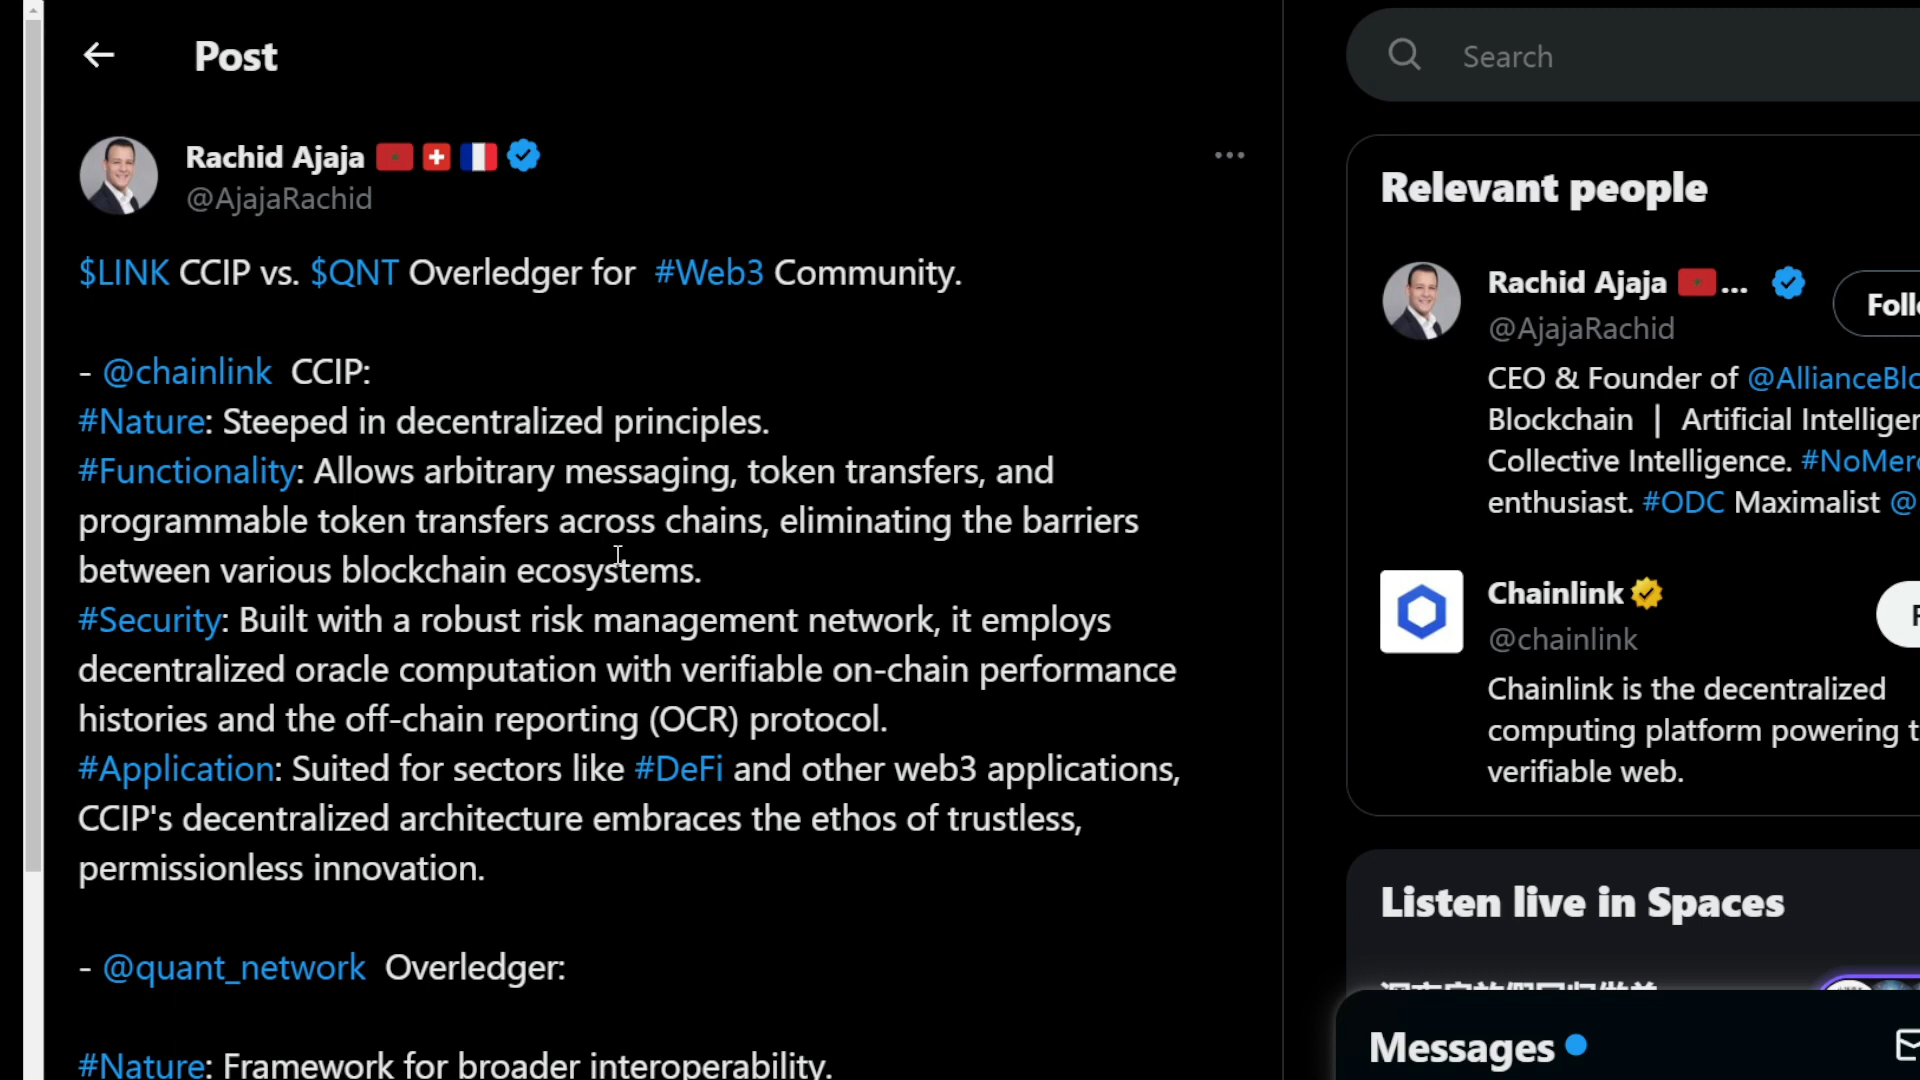 Post
Search
Rachid Ajaja
@AjajaRachid
$LINK CCIP vs. $QNT Overledger for #Web3 Community.
- @chainlink CCIP:
#Nature: Steeped in decentralized principles.
#Functionality: Allows arbitrary messaging, token transfers, and
programmable token transfers across chains, eliminating the barriers
between various blockchain ecosystems.
#Security: Built with a robust risk management network, it employs
decentralized oracle computation with verifiable on-chain performance
histories and the off-chain reporting (OCR) protocol.
#Application: Suited for sectors like #DeFi and other web3 applications,
CCIP's decentralized architecture embraces the ethos of trustless,
permissionless innovation.
- @quant_network Overledger:
#Nature: Framework for broader interoperability.
Relevant people
Rachid Ajaja ...
@AjajaRachid
CEO & Founder of @AllianceBlo
Blockchain | Artificial Intelliger
Collective Intelligence. #NoMer
enthusiast. #ODC Maximalist @
Chainlink
@chainlink
Chainlink is the decentralized
computing platform powering t
verifiable web.
Listen live in Spaces
Messages